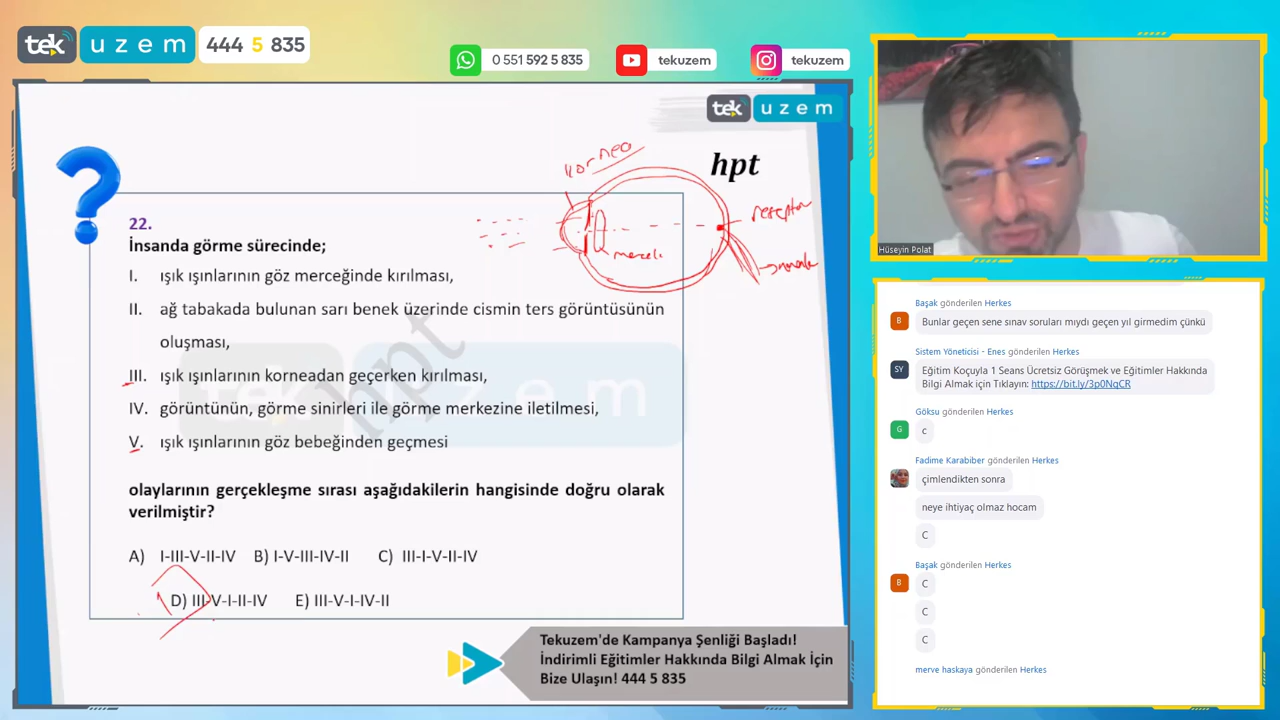 tek uzem 444 5 835
0 551 592 5 835
tekuzem
tekuzem
tek uzem
hpt
kornea
reseptör
mercek
22.
İnsanda görme sürecinde;
I. ışık ışınlarının göz merceğinde kırılması,
II. ağ tabakada bulunan sarı benek üzerinde cismin ters görüntüsünün
oluşması,
III. ışık ışınlarının korneadan geçerken kırılması,
IV. görüntünün, görme sinirleri ile görme merkezine iletilmesi,
V. ışık ışınlarının göz bebeğinden geçmesi
olaylarının gerçekleşme sırası aşağıdakilerin hangisinde doğru olarak
verilmiştir?
A) I-III-V-II-IV B) I-V-III-IV-II C) III-I-V-II-IV
D) III-V-I-II-IV E) III-V-I-IV-II
hpt
tek uzem
Tekuzem'de Kampanya Şenliği Başladı!
İndirimli Eğitimler Hakkında Bilgi Almak İçin
Bize Ulaşın! 444 5 835
Hüseyin Polat
Başak gönderilen Herkes
B
Bunlar geçen sene sınav soruları mıydı geçen yıl girmedim çünkü
Sistem Yöneticisi - Enes gönderilen Herkes
SY
Eğitim Koçuyla 1 Seans Ücretsiz Görüşmek ve Eğitimler Hakkında
Bilgi Almak için Tıklayın: https://bit.ly/3p0NqCR
Göksu gönderilen Herkes
G
c
Fadime Karabiber gönderilen Herkes
çimlendikten sonra
neye ihtiyaç olmaz hocam
C
Başak gönderilen Herkes
B
C
C
C
merve haskaya gönderilen Herkes